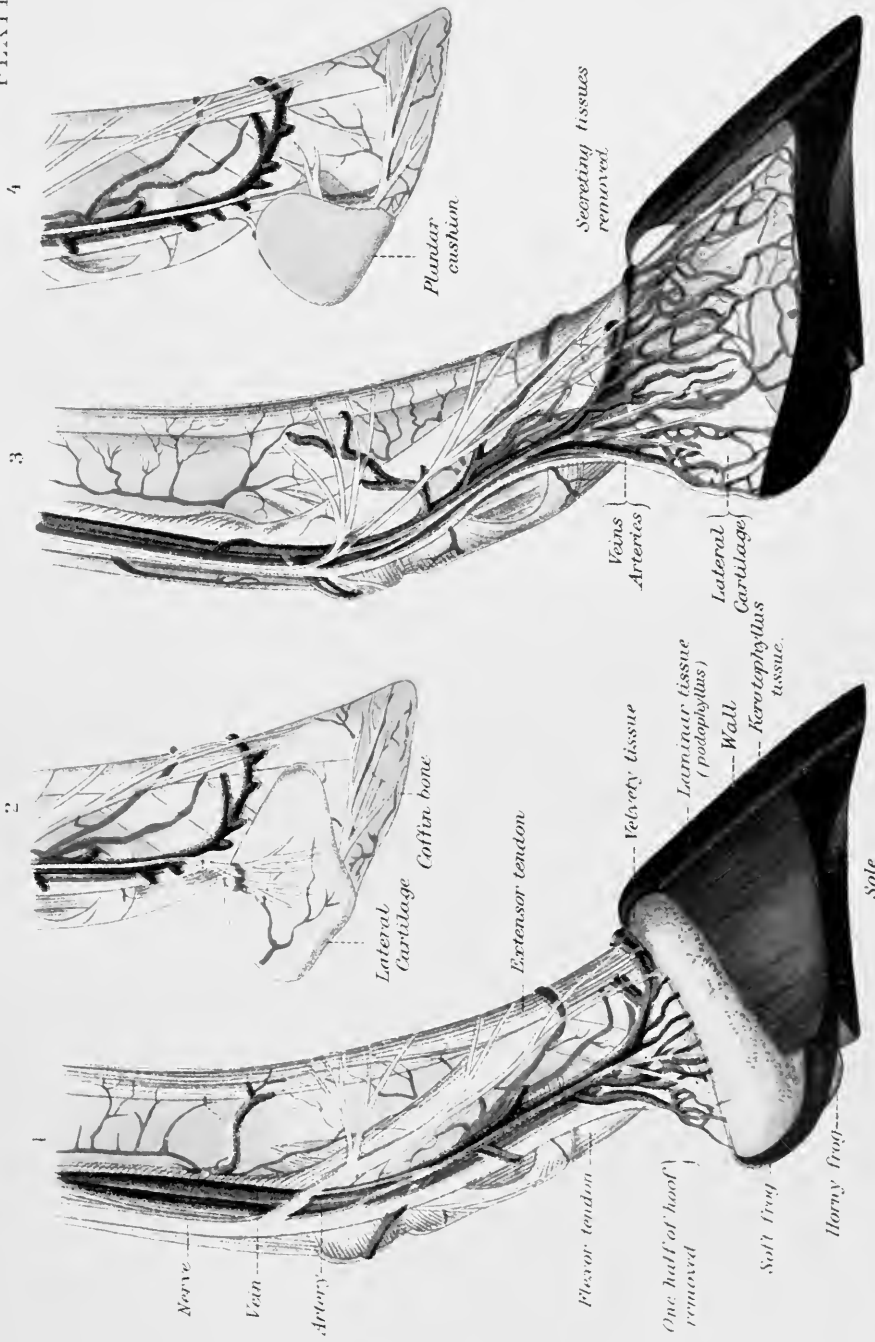 1
2
3
4
Nerve
Vein
Artery
Flexor tendon
One half of hoof
removed
Soft frog
Horny frog
Sole
Extensor tendon
Velvety tissue
Laminar tissue
(podophyllus)
Wall
Kerotophyllus
tissue.
Lateral
Cartilage
Coffin bone
Veins
Arteries
Lateral
Cartilage
Secreting tissues
removed
Plantar
cushion